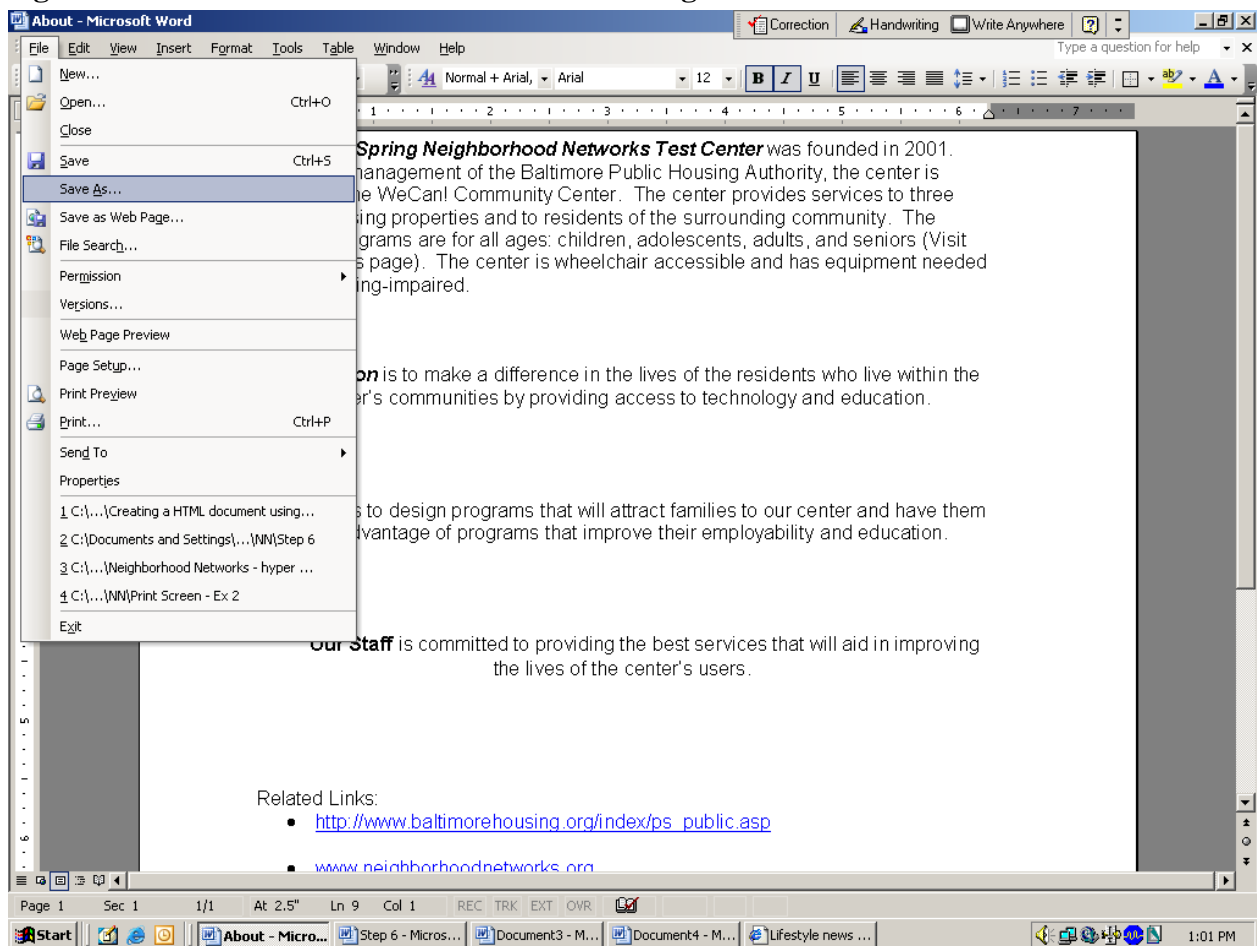 About - Microsoft Word
Correction Handwriting Write Anywhere
File Edit View Insert Format Tools Table Window Help
Type a question for help
Normal + Arial, Arial 12 B I U
1 2 3 4 5 6 7
New...
Open... Ctrl+O
Close
Save Ctrl+S
Save As...
Save as Web Page...
File Search...
Permission
Versions...
Web Page Preview
Page Setup...
Print Preview
Print... Ctrl+P
Send To
Properties
1 C:\...\Creating a HTML document using...
2 C:\Documents and Settings\...\NN\Step 6
3 C:\...\Neighborhood Networks - hyper ...
4 C:\...\NN\Print Screen - Ex 2
Exit
Spring Neighborhood Networks Test Center was founded in 2001.
management of the Baltimore Public Housing Authority, the center is
WeCan! Community Center. The center provides services to three
properties and to residents of the surrounding community. The
are for all ages: children, adolescents, adults, and seniors (Visit
page). The center is wheelchair accessible and has equipment needed
ing-impaired.
on is to make a difference in the lives of the residents who live within the
er's communities by providing access to technology and education.
to design programs that will attract families to our center and have them
of programs that improve their employability and education.
Our Staff is committed to providing the best services that will aid in improving
the lives of the center's users.
Related Links:
http://www.baltimorehousing.org/index/ps_public.asp
www.neighborhoodnetworks.org
5
6
Page 1 Sec 1 1/1 At 2.5" Ln 9 Col 1 REC TRK EXT OVR
Start About - Micro... Step 6 - Micros... Document3 - M... Document4 - M... Lifestyle news ... 1:01 PM